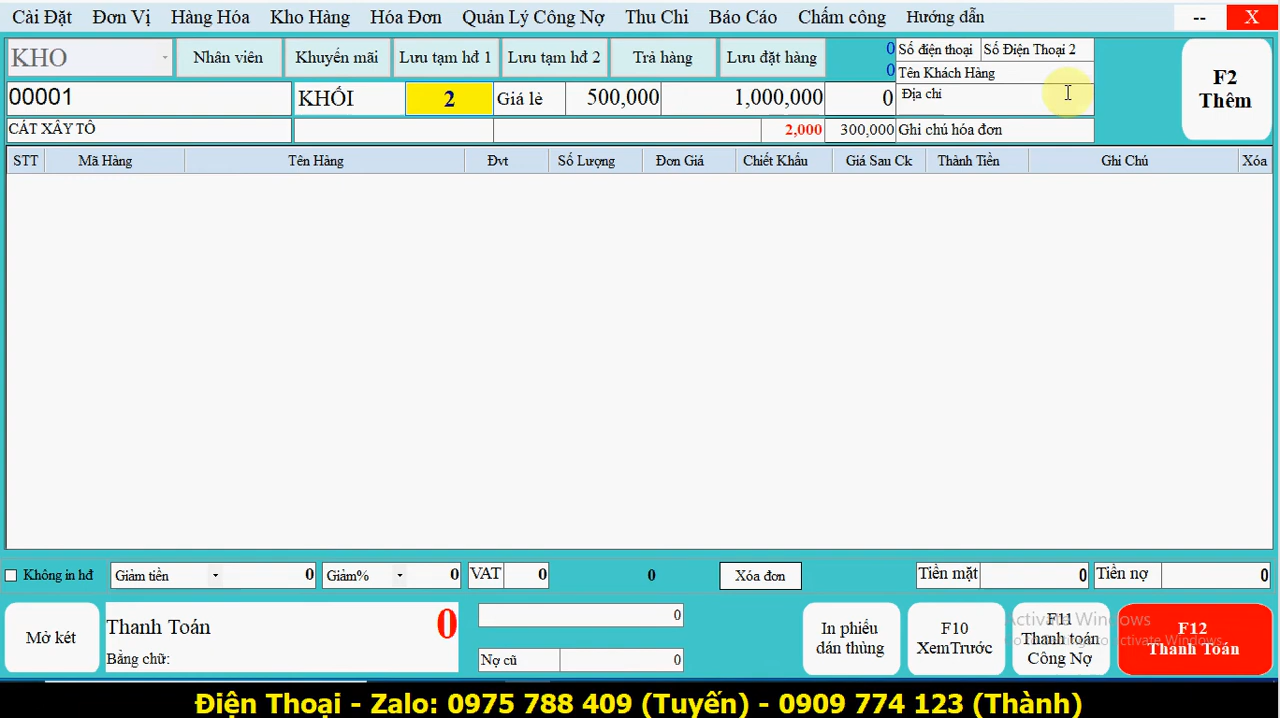 Cài Đặt Đơn Vị Hàng Hóa Kho Hàng Hóa Đơn Quản Lý Công Nợ Thu Chi Báo Cáo Chấm công Hướng dẫn -- X
KHO Nhân viên Khuyến mãi Lưu tạm hđ 1 Lưu tạm hđ 2 Trả hàng Lưu đặt hàng
0 Số điện thoại Số Điện Thoại 2
0 Tên Khách Hàng
F2
Thêm
00001 KHỐI 2 Giá lẻ 500,000 1,000,000 0 Địa chỉ
CÁT XÂY TÔ 2,000 300,000 Ghi chú hóa đơn
STT Mã Hàng Tên Hàng Đvt Số Lượng Đơn Giá Chiết Khấu Giá Sau Ck Thành Tiền Ghi Chú Xóa
Không in hđ Giảm tiền 0 Giảm% 0 VAT 0 0 Xóa đơn Tiền mặt 0 Tiền nợ 0
Mở két
Thanh Toán 0
Bằng chữ:
0
Nợ cũ 0
In phiếu
dán thùng
F10
XemTrước
F11
Thanh toán
Công Nợ
F12
Thanh Toán
Activate Windows
Điện Thoại - Zalo: 0975 788 409 (Tuyến) - 0909 774 123 (Thành)